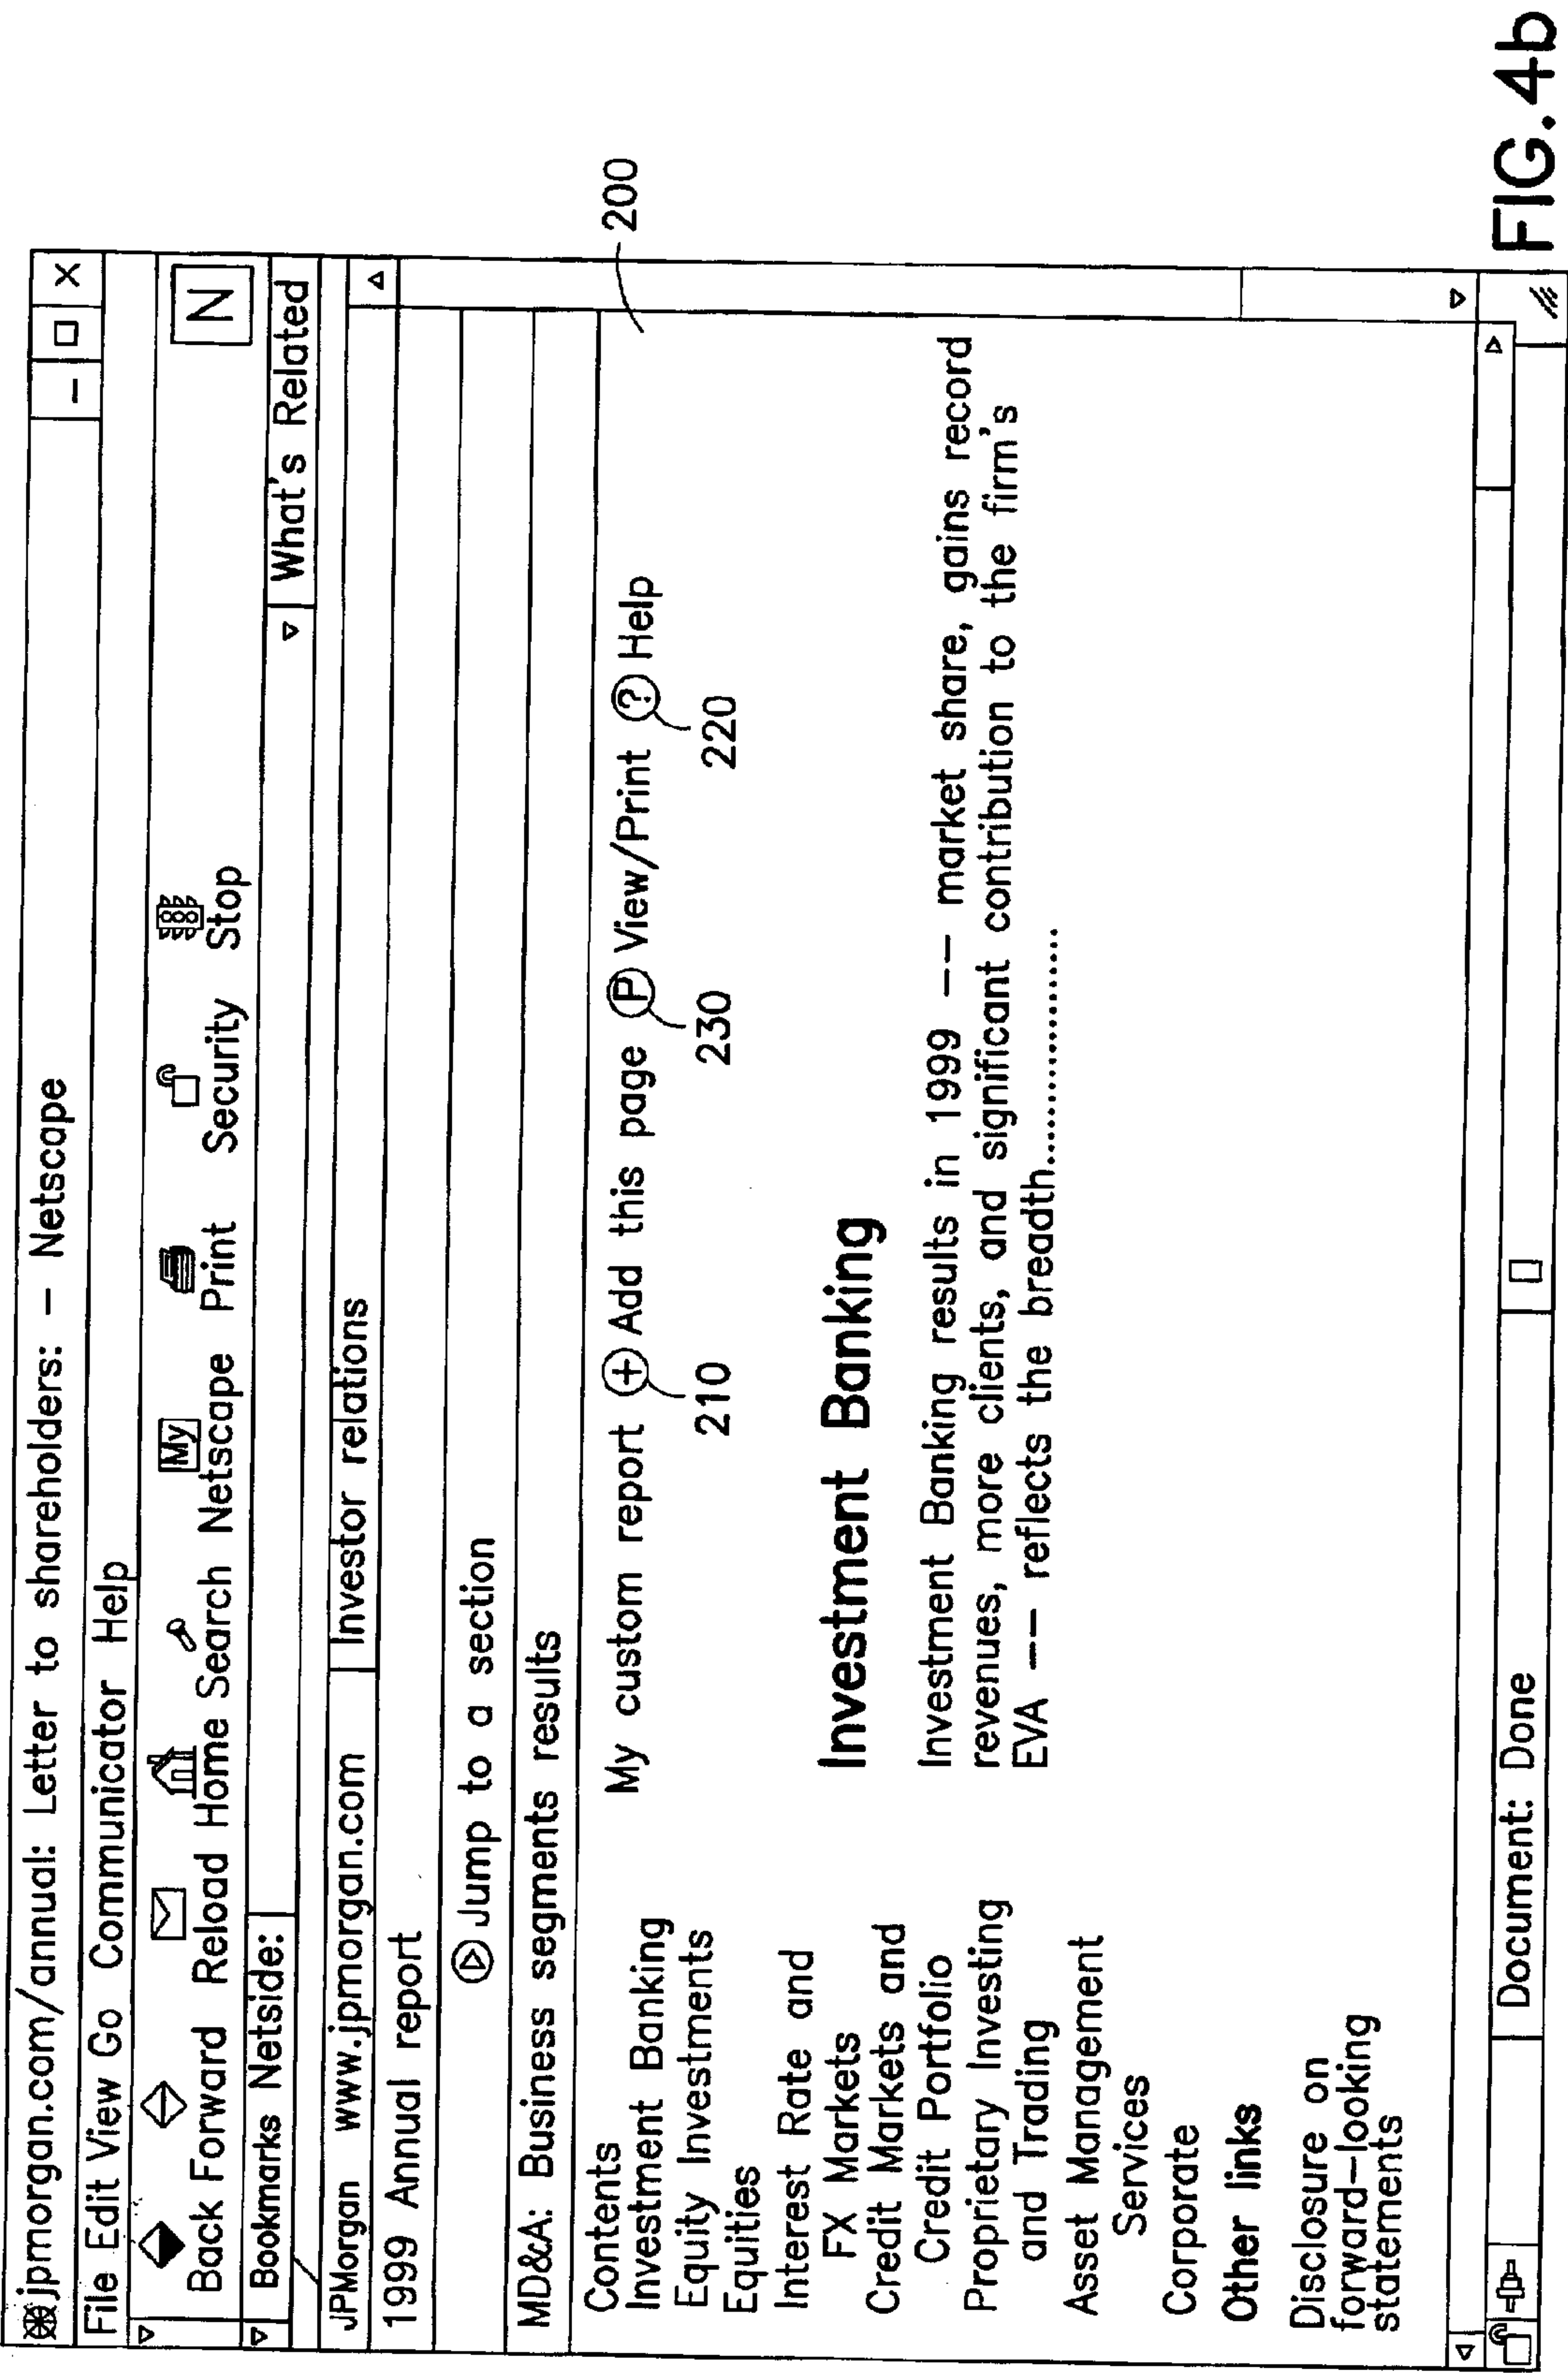 jpmorgan.com/annual: Letter to shareholders: – Netscape
File Edit View Go Communicator Help
N
My
Back Forward Reload Home Search Netscape Print Security Stop
Bookmarks Netside:
What's Related
JPMorgan www.jpmorgan.com Investor relations
1999 Annual report
Jump to a section
MD&A: Business segments results
200
My custom report + Add this page P View/Print ? Help
210 230 220
Contents
Investment Banking
Equity Investments
Equities
Interest Rate and
FX Markets
Credit Markets and
Credit Portfolio
Proprietary Investing
and Trading
Asset Management
Services
Corporate
Other links
Disclosure on
forward–looking
statements
Investment Banking
Investment Banking results in 1999 –– market share, gains record
revenues, more clients, and significant contribution to the firm's
EVA –– reflects the breadth....................
Document: Done
FIG.4b